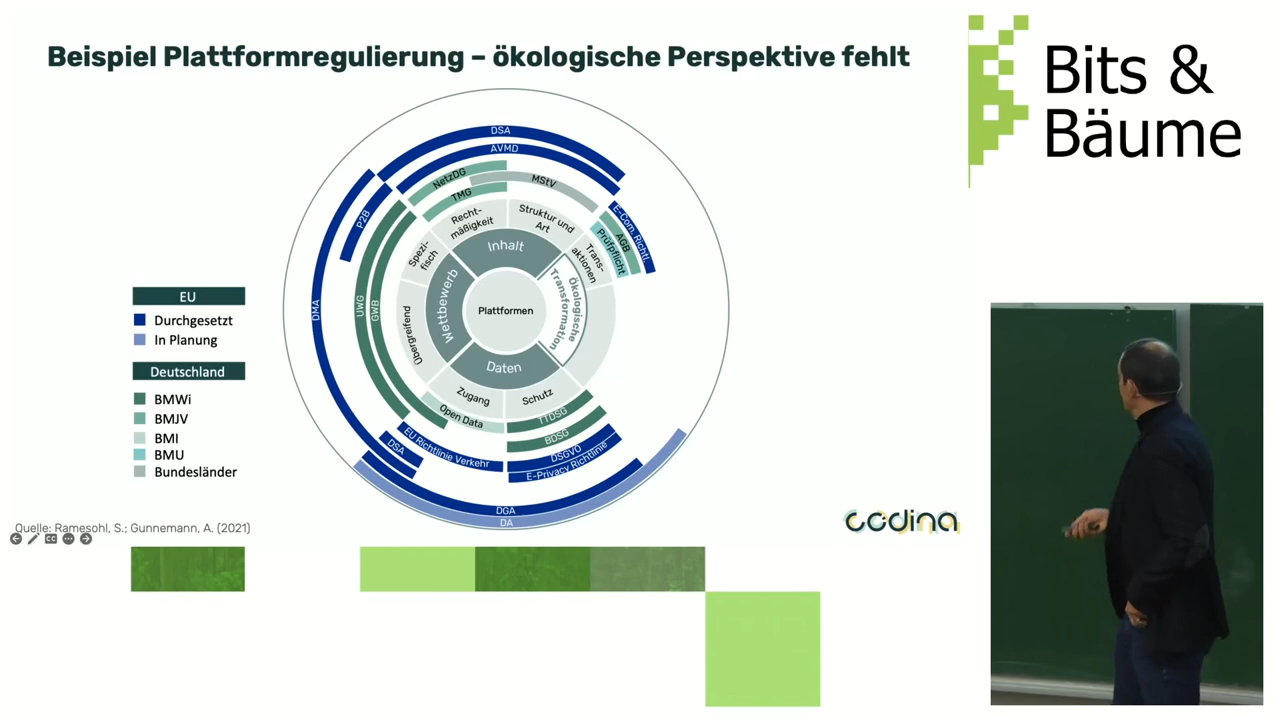 Beispiel Plattformregulierung – ökologische Perspektive fehlt
Bits &
Bäume
DSA
AVMD
NetzDG
MStV
TMG
P2B
E-Com. Richtl.
AGB
Prüfpflicht
DMA
UWG
GWB
Recht-
mäßigkeit
Struktur und
Art
Trans-
aktionen
Spezi-
fisch
Übergreifend
Inhalt
Wettbewerb
Plattformen
Ökologische
Transformation
Daten
Zugang
Schutz
Open Data
TTDSG
BDSG
EU Richtlinie Verkehr
DSA
DSGVO
E-Privacy Richtlinie
DGA
DA
EU
Durchgesetzt
In Planung
Deutschland
BMWi
BMJV
BMI
BMU
Bundesländer
Quelle: Ramesohl, S.; Gunnemann, A. (2021)
CC
codina